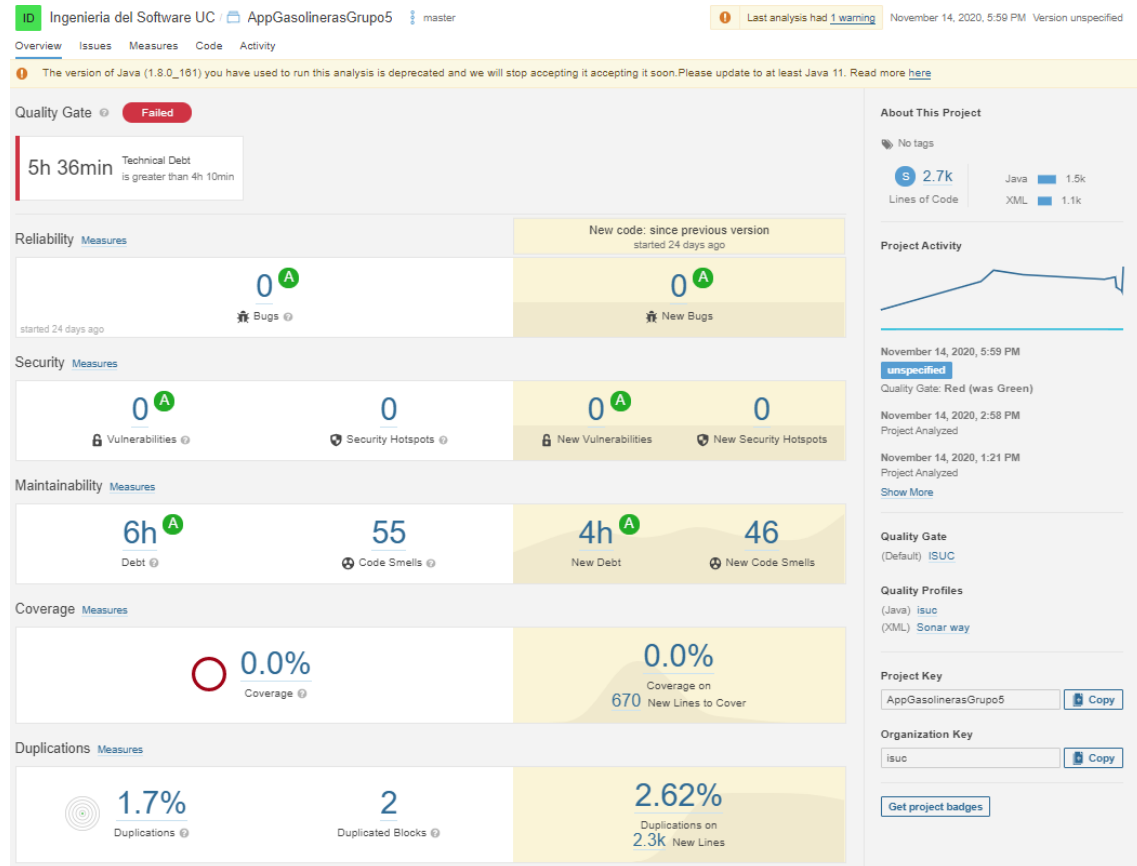 ID Ingenieria del Software UC / AppGasolinerasGrupo5 master
Last analysis had 1 warning November 14, 2020, 5:59 PM Version unspecified
Overview Issues Measures Code Activity
The version of Java (1.8.0_161) you have used to run this analysis is deprecated and we will stop accepting it accepting it soon.Please update to at least Java 11. Read more here
Quality Gate Failed
5h 36min Technical Debt
is greater than 4h 10min
New code: since previous version
started 24 days ago
Reliability Measures
0 A
Bugs
started 24 days ago
0 A
New Bugs
Security Measures
0 A
Vulnerabilities
0
Security Hotspots
0 A
New Vulnerabilities
0
New Security Hotspots
Maintainability Measures
6h A
Debt
55
Code Smells
4h A
New Debt
46
New Code Smells
Coverage Measures
0.0%
Coverage
0.0%
Coverage on
670 New Lines to Cover
Duplications Measures
1.7%
Duplications
2
Duplicated Blocks
2.62%
Duplications on
2.3k New Lines
About This Project
No tags
S 2.7k
Lines of Code
Java 1.5k
XML 1.1k
Project Activity
November 14, 2020, 5:59 PM
unspecified
Quality Gate: Red (was Green)
November 14, 2020, 2:58 PM
Project Analyzed
November 14, 2020, 1:21 PM
Project Analyzed
Show More
Quality Gate
(Default) ISUC
Quality Profiles
(Java) isuc
(XML) Sonar way
Project Key
AppGasolinerasGrupo5 Copy
Organization Key
isuc Copy
Get project badges